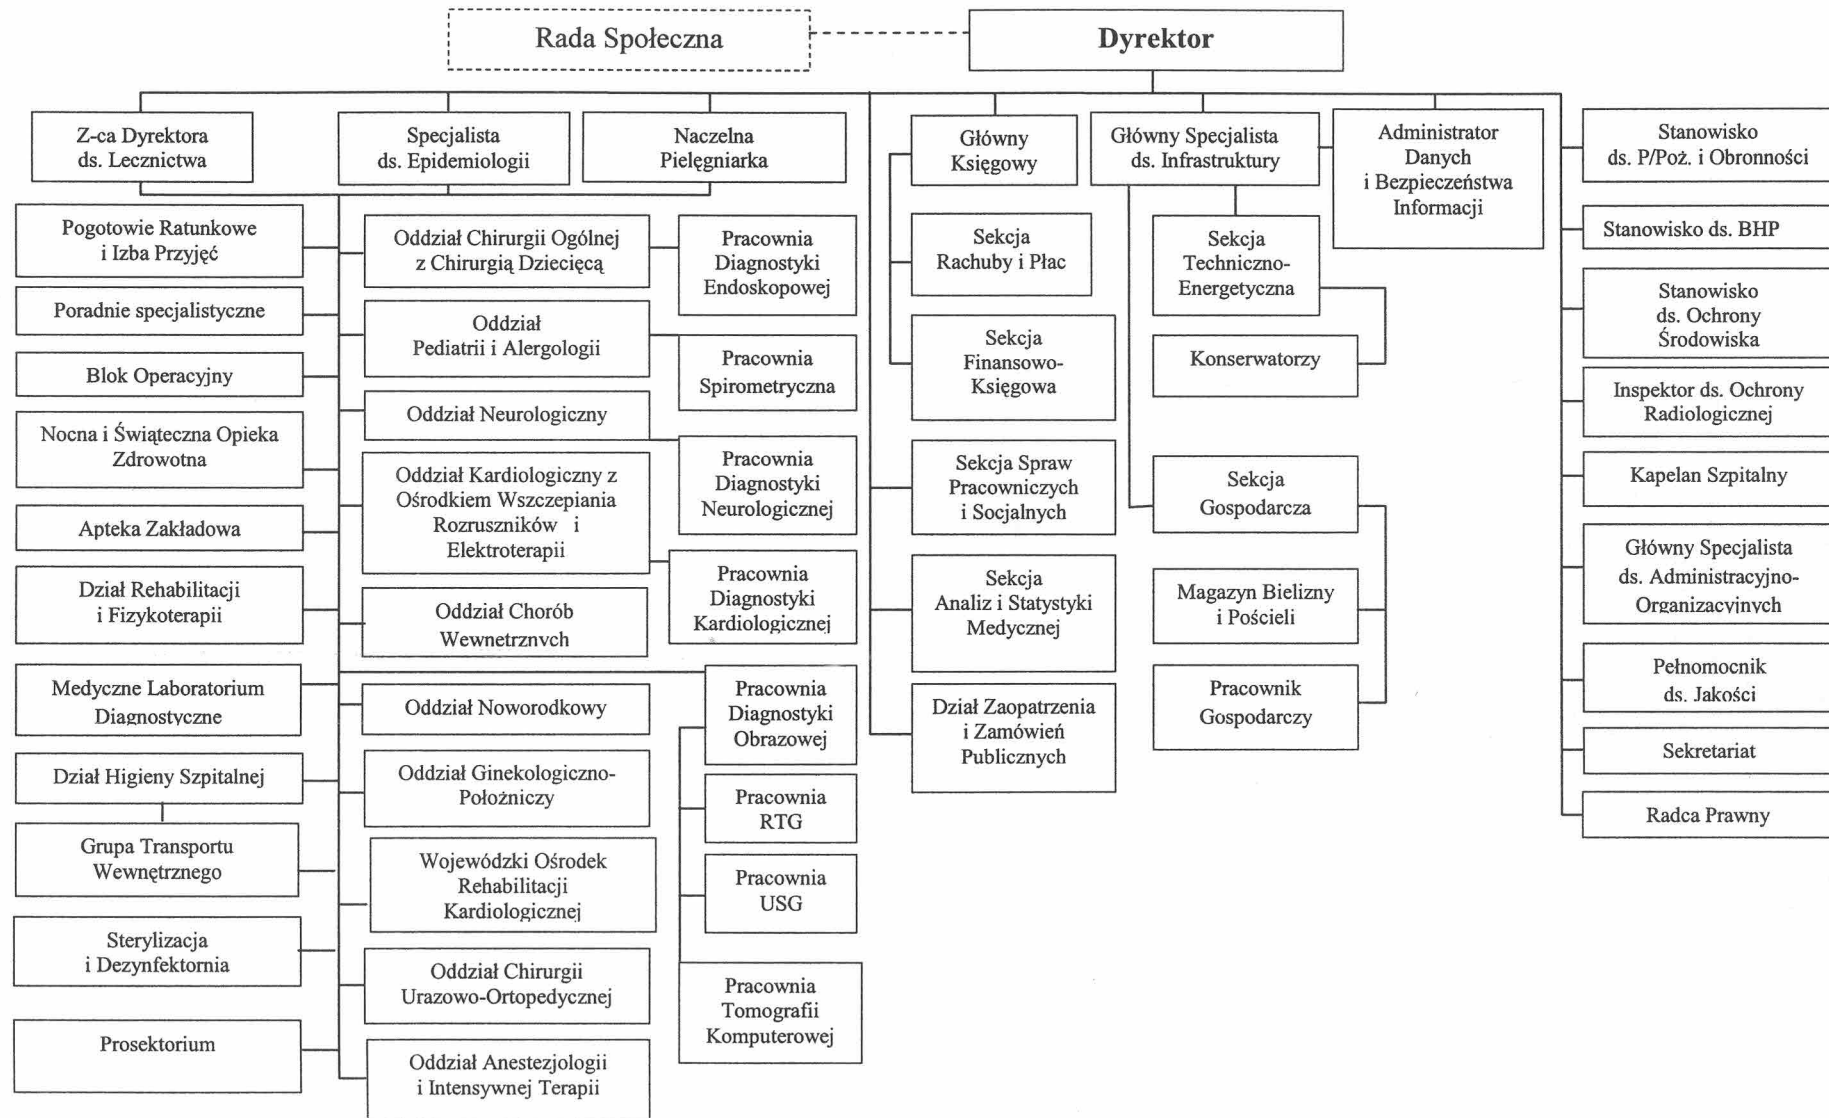 Rada Społeczna
Dyrektor
Z-ca Dyrektora
ds. Lecznictwa
Specjalista
ds. Epidemiologii
Naczelna
Pielęgniarka
Główny
Księgowy
Główny Specjalista
ds. Infrastruktury
Administrator
Danych
i Bezpieczeństwa
Informacji
Stanowisko
ds. P/Poż. i Obronności
Pogotowie Ratunkowe
i Izba Przyjęć
Poradnie specjalistyczne
Blok Operacyjny
Nocna i Świąteczna Opieka
Zdrowotna
Apteka Zakładowa
Dział Rehabilitacji
i Fizykoterapii
Medyczne Laboratorium
Diagnostyczne
Dział Higieny Szpitalnej
Grupa Transportu
Wewnętrznego
Sterylizacja
i Dezynfektornia
Prosektorium
Oddział Chirurgii Ogólnej
z Chirurgią Dziecięcą
Oddział
Pediatrii i Alergologii
Oddział Neurologiczny
Oddział Kardiologiczny z
Ośrodkiem Wszczepiania
Rozruszników i
Elektroterapii
Oddział Chorób
Wewnętrznych
Oddział Noworodkowy
Oddział Ginekologiczno-
Położniczy
Wojewódzki Ośrodek
Rehabilitacji
Kardiologicznej
Oddział Chirurgii
Urazowo-Ortopedycznej
Oddział Anestezjologii
i Intensywnej Terapii
Pracownia
Diagnostyki
Endoskopowej
Pracownia
Spirometryczna
Pracownia
Diagnostyki
Neurologicznej
Pracownia
Diagnostyki
Kardiologicznej
Pracownia
Diagnostyki
Obrazowej
Pracownia
RTG
Pracownia
USG
Pracownia
Tomografii
Komputerowej
Sekcja
Rachuby i Płac
Sekcja
Finansowo-
Księgowa
Sekcja Spraw
Pracowniczych
i Socjalnych
Sekcja
Analiz i Statystyki
Medycznej
Dział Zaopatrzenia
i Zamówień
Publicznych
Sekcja
Techniczno-
Energetyczna
Konserwatorzy
Sekcja
Gospodarcza
Magazyn Bielizny
i Pościeli
Pracownik
Gospodarczy
Stanowisko ds. BHP
Stanowisko
ds. Ochrony
Środowiska
Inspektor ds. Ochrony
Radiologicznej
Kapelan Szpitalny
Główny Specjalista
ds. Administracyjno-
Organizacyjnych
Pełnomocnik
ds. Jakości
Sekretariat
Radca Prawny